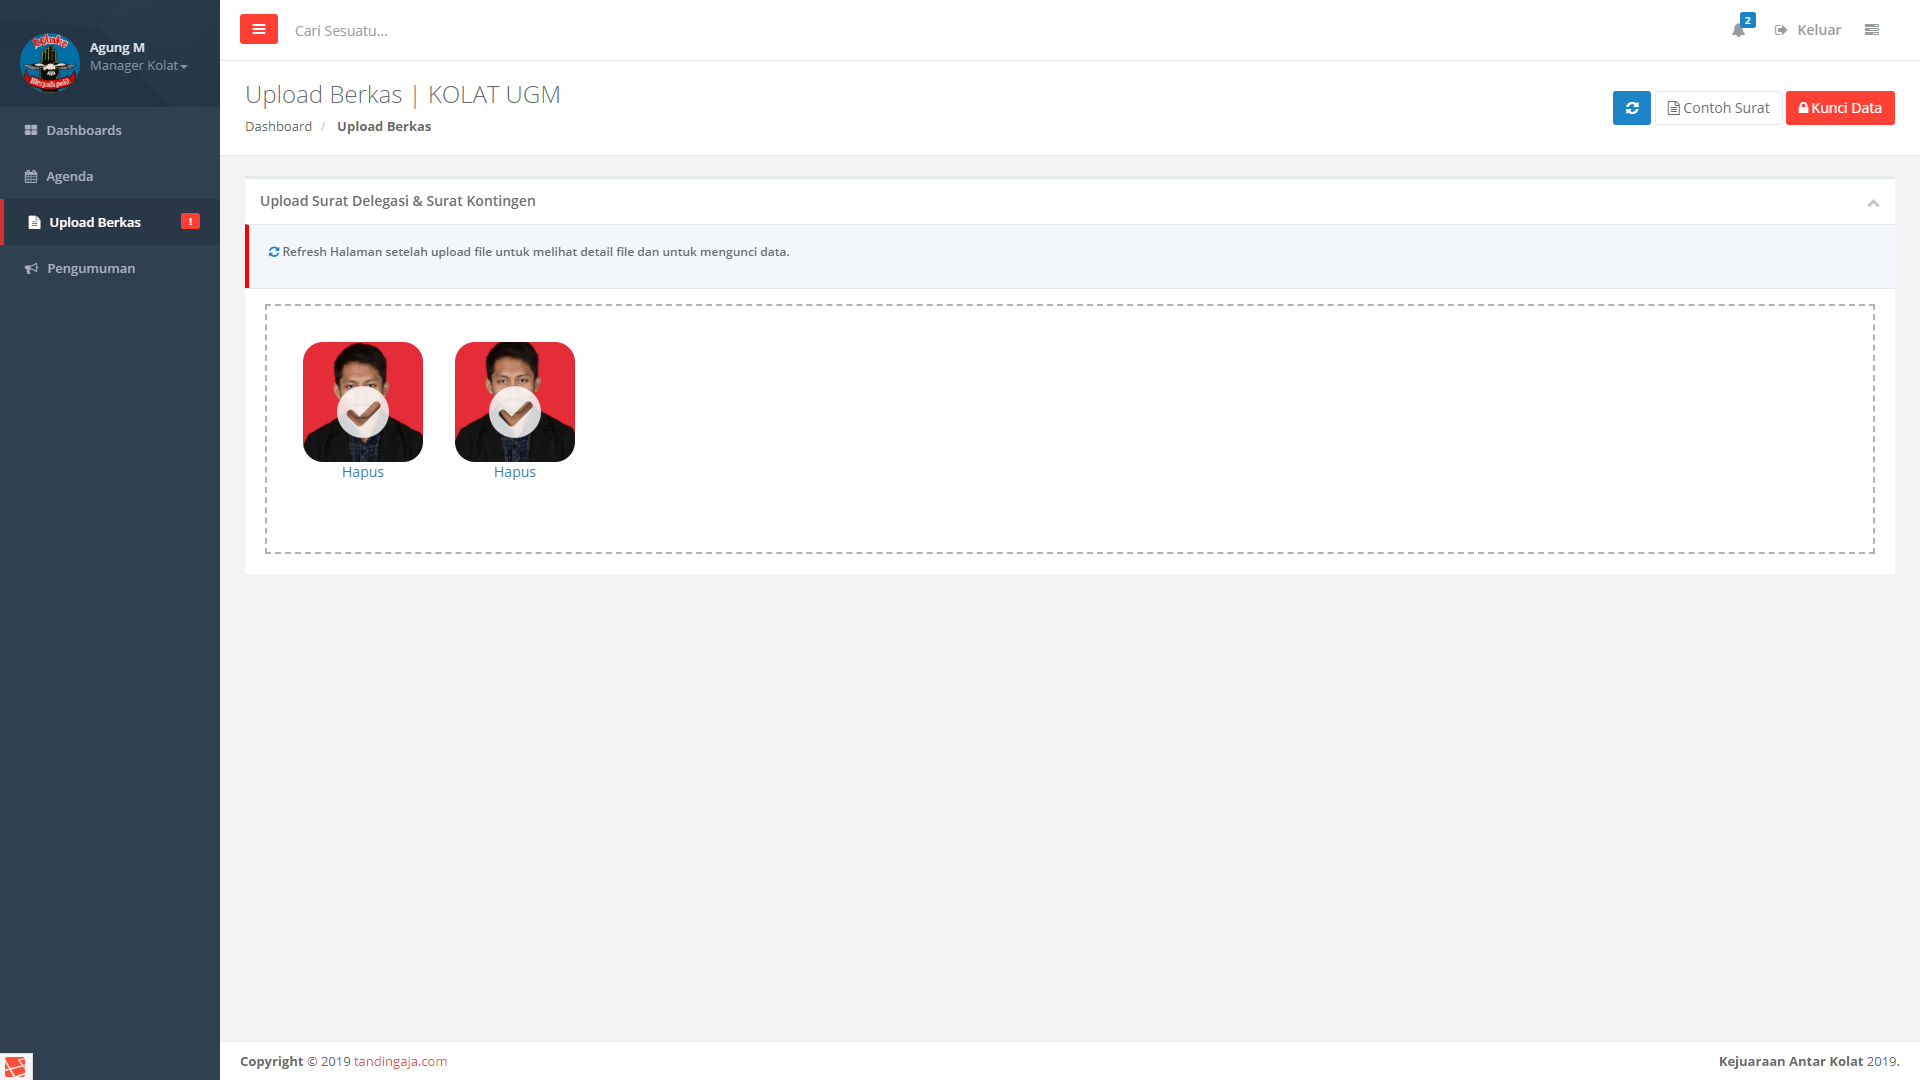 Agung M
Manager Kolat
Dashboards
Agenda
Upload Berkas !
Pengumuman
Cari Sesuatu...
2
Keluar
Upload Berkas | KOLAT UGM
Dashboard / Upload Berkas
Contoh Surat
Kunci Data
Upload Surat Delegasi & Surat Kontingen
Refresh Halaman setelah upload file untuk melihat detail file dan untuk mengunci data.
Hapus
Hapus
Copyright © 2019 tandingaja.com
Kejuaraan Antar Kolat 2019.